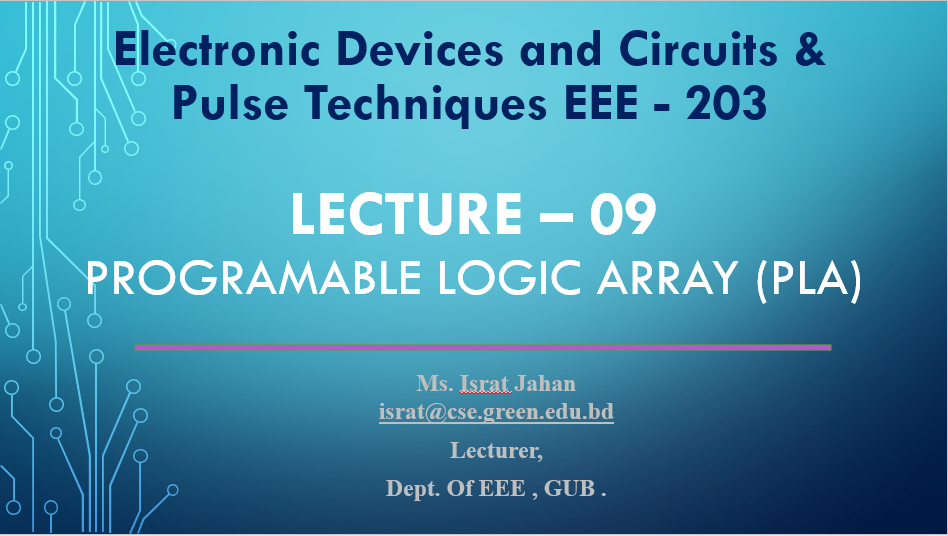 Electronic Devices and Circuits &
Pulse Techniques EEE - 203
LECTURE – 09
PROGRAMABLE LOGIC ARRAY (PLA)
Ms. Israt Jahan
israt@cse.green.edu.bd
Lecturer,
Dept. Of EEE , GUB .